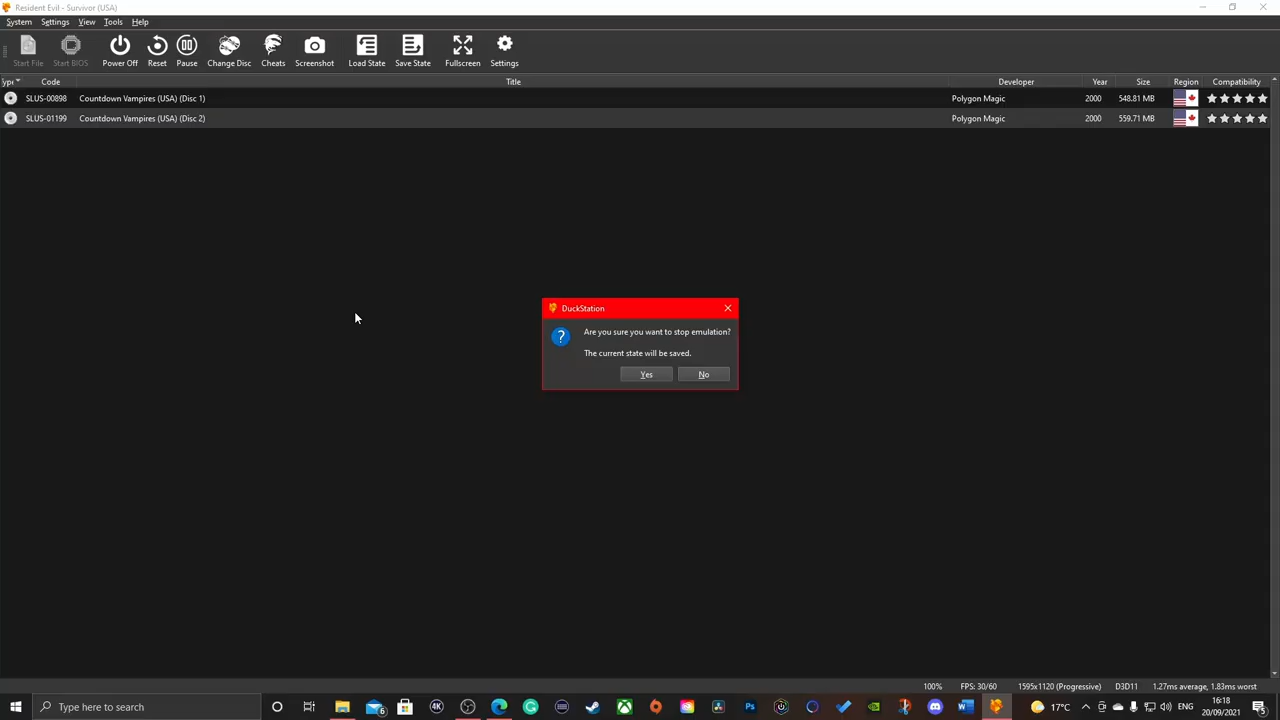 Resident Evil - Survivor (USA)
System Settings View Tools Help
Start File Start BIOS Power Off Reset Pause Change Disc Cheats Screenshot Load State Save State Fullscreen Settings
Code Title Developer Year Size Region Compatibility
SLUS-00898 Countdown Vampires (USA) (Disc 1) Polygon Magic 2000 548.81 MB
SLUS-01199 Countdown Vampires (USA) (Disc 2) Polygon Magic 2000 559.71 MB
DuckStation
Are you sure you want to stop emulation?
The current state will be saved.
Yes No
100% FPS: 30/60 1595x1120 (Progressive) D3D11 1.27ms average, 1.83ms worst
Type here to search
17°C
ENG
16:18
20/09/2021